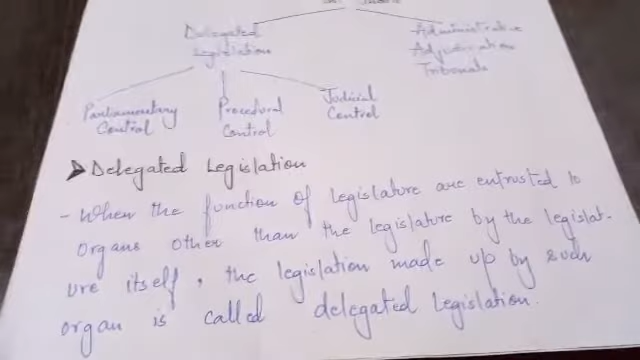 Delegated
Legislation
Administrative
Adjudication
Tribunals
Parliamentary
Control
Procedural
Control
Judicial
Control
➤Delegated Legislation
- When the function of legislature are entrusted to
organs other than the legislature by the legislat-
ure itself, the legislation made up by such
organ is called delegated legislation.